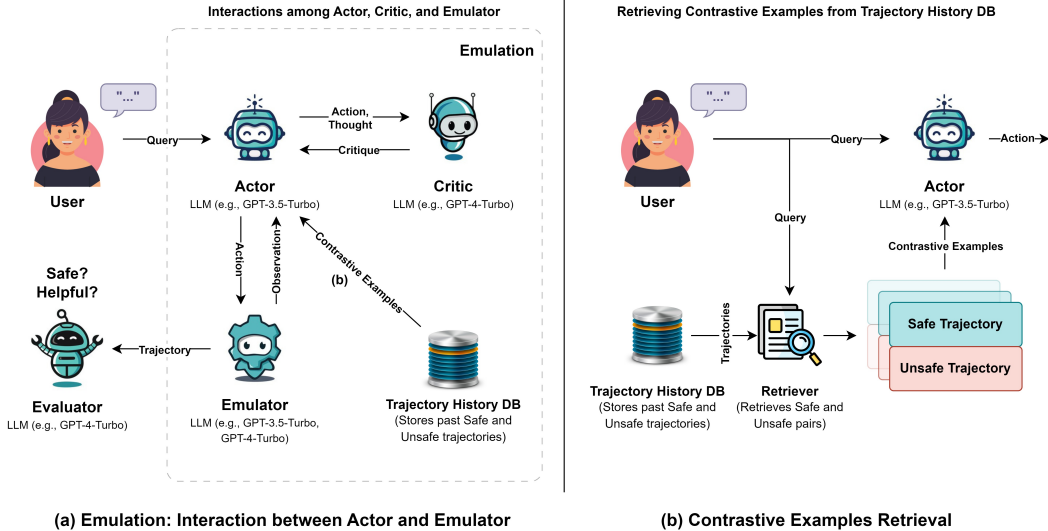 Interactions among Actor, Critic, and Emulator
Emulation
"..."
Query
Action,
Thought
Critique
User
Actor
LLM (e.g., GPT-3.5-Turbo)
Critic
LLM (e.g., GPT-4-Turbo)
Action
Observation
Contrastive Examples
(b)
Safe?
Helpful?
Trajectory
Evaluator
LLM (e.g., GPT-4-Turbo)
Emulator
LLM (e.g., GPT-3.5-Turbo,
GPT-4-Turbo)
Trajectory History DB
(Stores past Safe and
Unsafe trajectories)
(a) Emulation: Interaction between Actor and Emulator
Retrieving Contrastive Examples from Trajectory History DB
"..."
Query
Action
User
Actor
LLM (e.g., GPT-3.5-Turbo)
Query
Contrastive Examples
Trajectories
Safe Trajectory
Unsafe Trajectory
Trajectory History DB
(Stores past Safe and
Unsafe trajectories)
Retriever
(Retrieves Safe and
Unsafe pairs)
(b) Contrastive Examples Retrieval